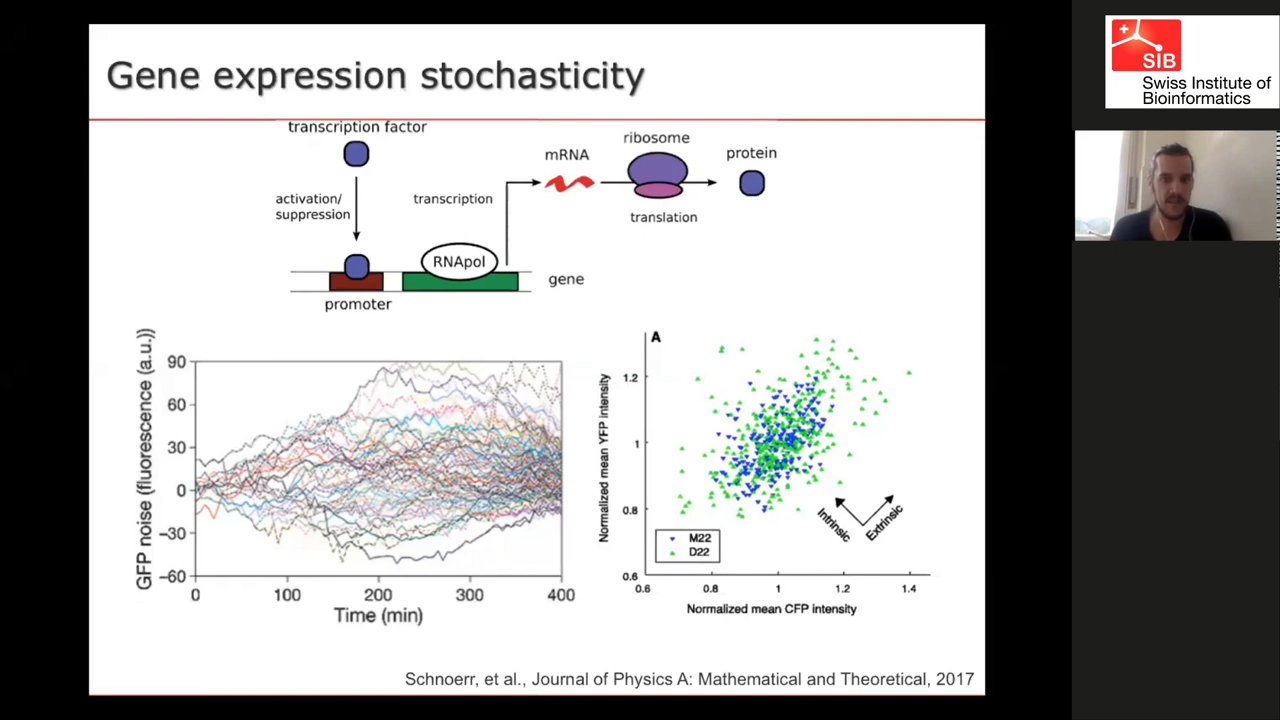 Gene expression stochasticity
transcription factor
activation/
suppression
transcription
mRNA
ribosome
translation
protein
RNApol
gene
promoter
GFP noise (fluorescence (a.u.))
90
60
30
0
−30
−60
0
100
200
300
400
Time (min)
A
Normalized mean YFP intensity
1.2
1
0.8
0.6
M22
D22
Intrinsic
Extrinsic
0.6
0.8
1
1.2
1.4
Normalized mean CFP intensity
Schnoerr, et al., Journal of Physics A: Mathematical and Theoretical, 2017
SIB
Swiss Institute of
Bioinformatics